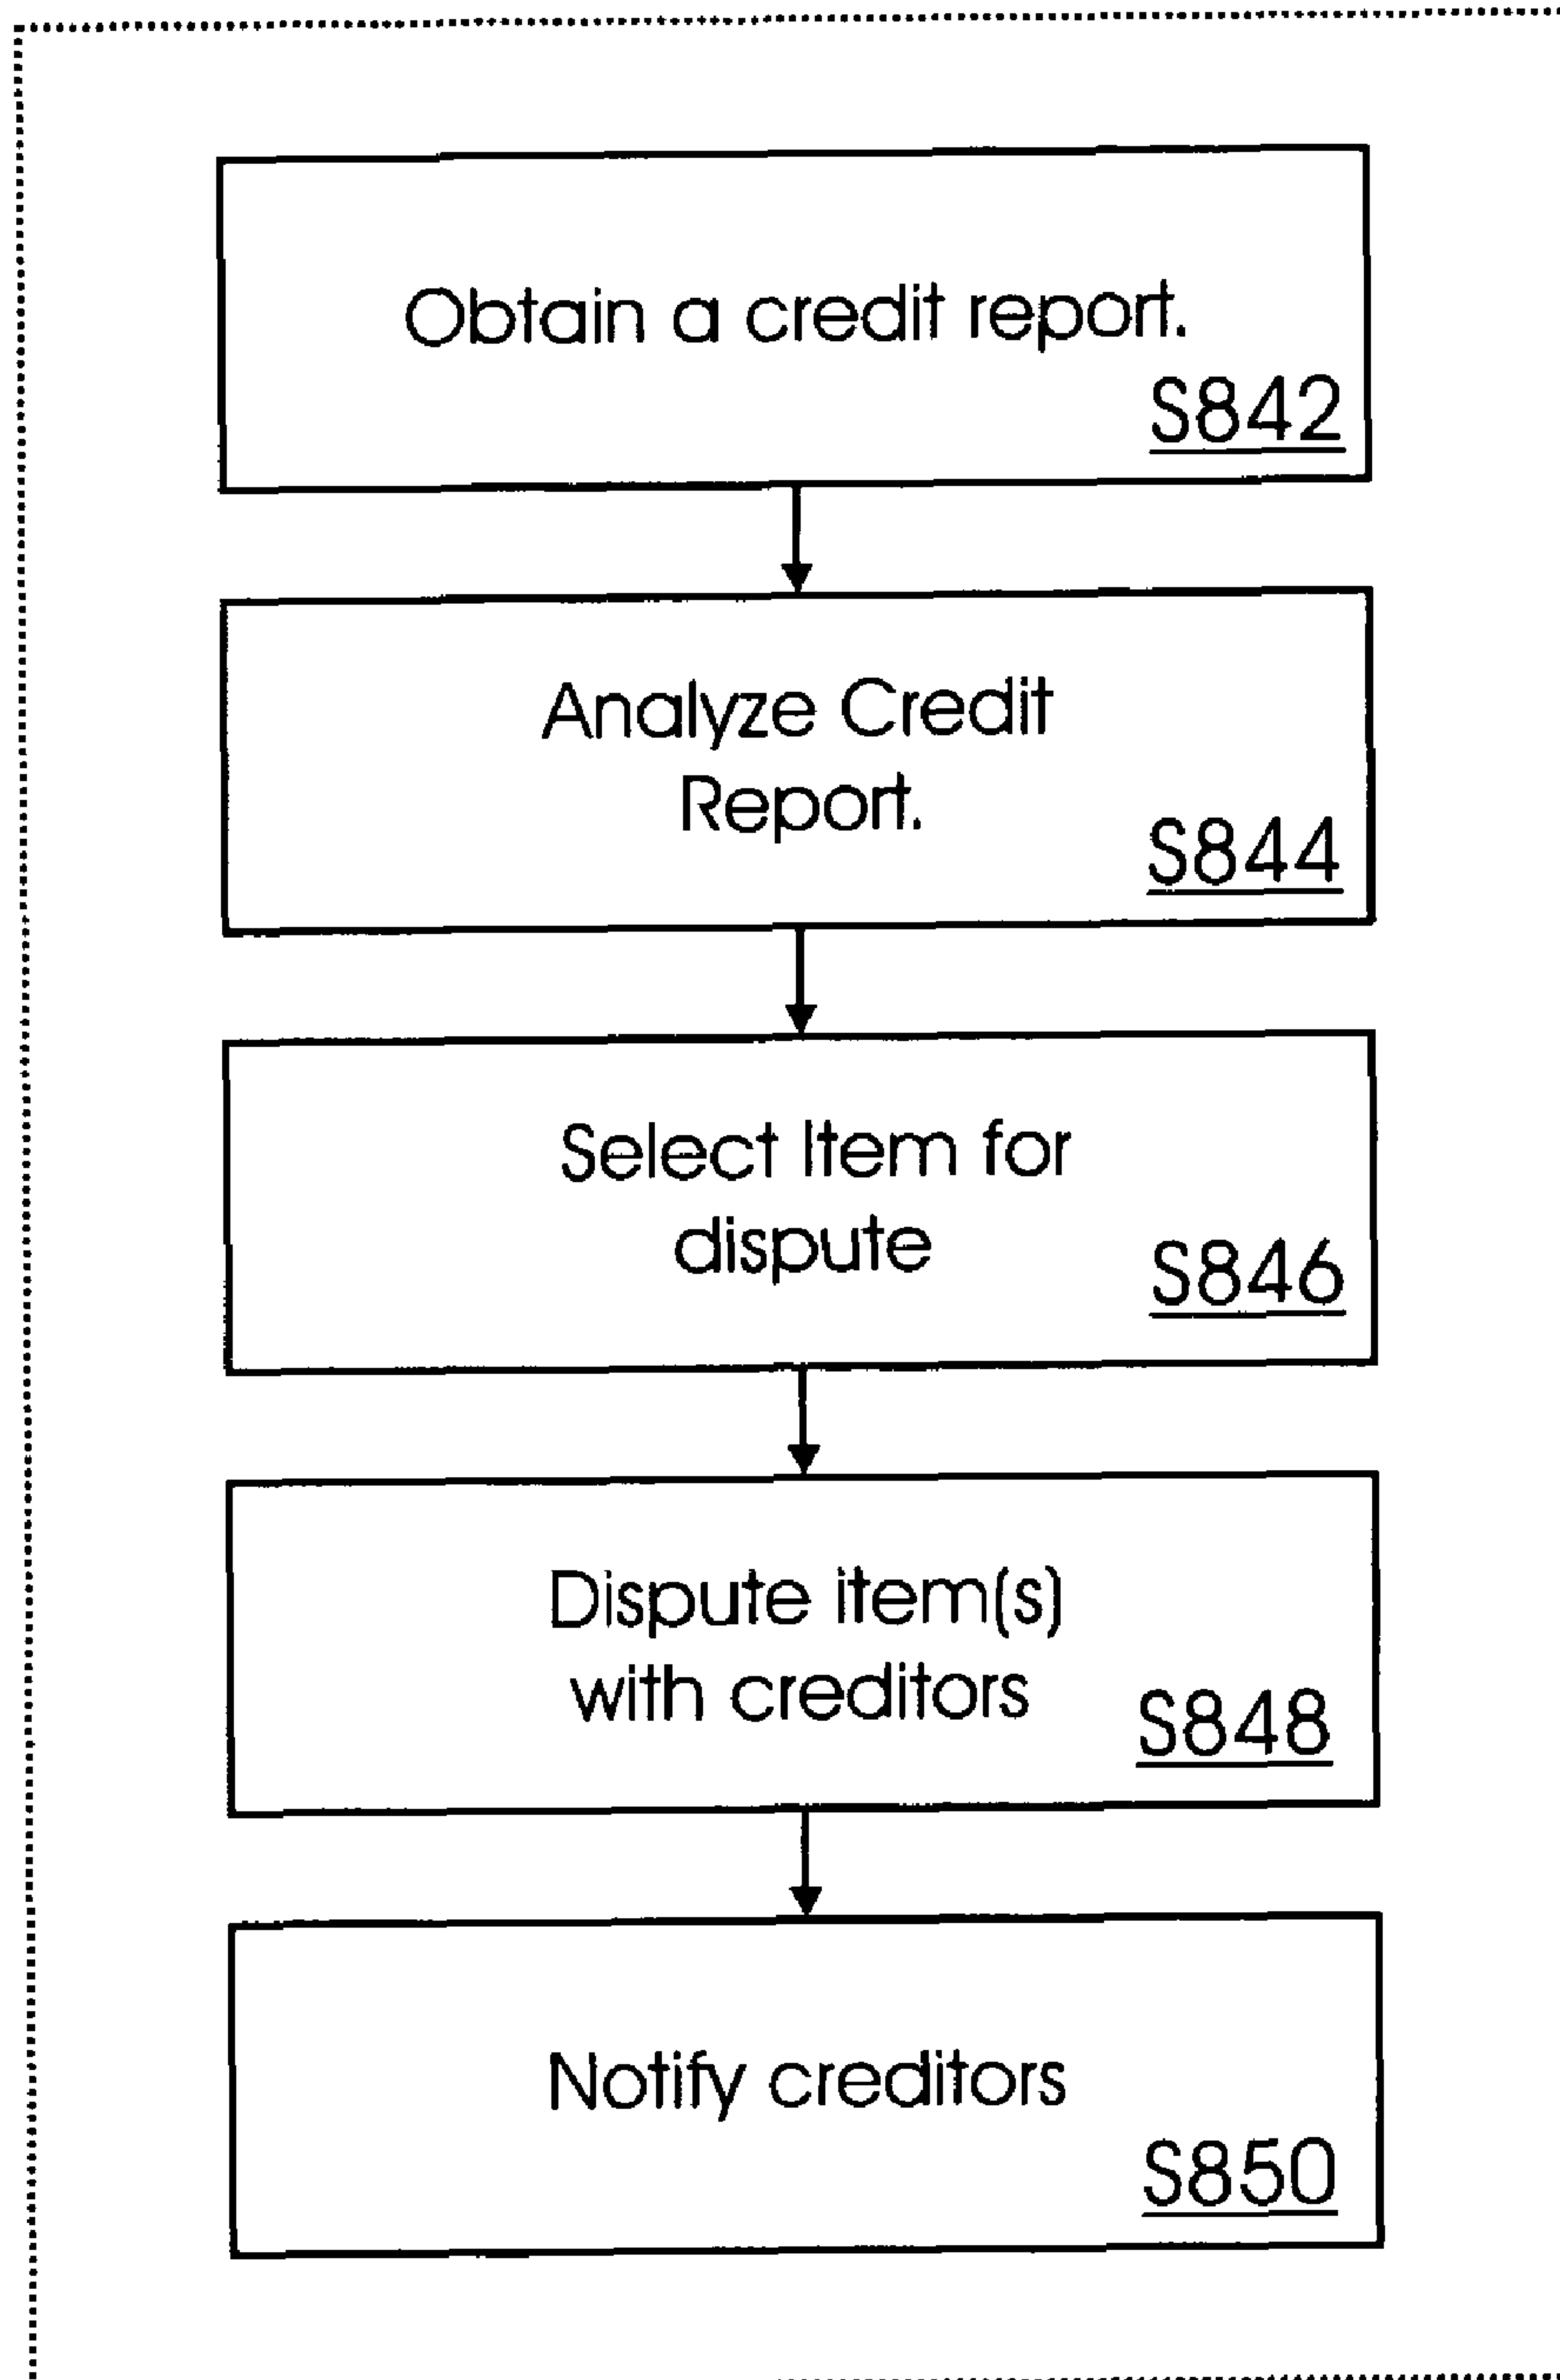 Obtain a credit report.
S842
Analyze Credit
Report.
S844
Select Item for
dispute
S846
Dispute item(s)
with creditors
S848
Notify creditors
S850